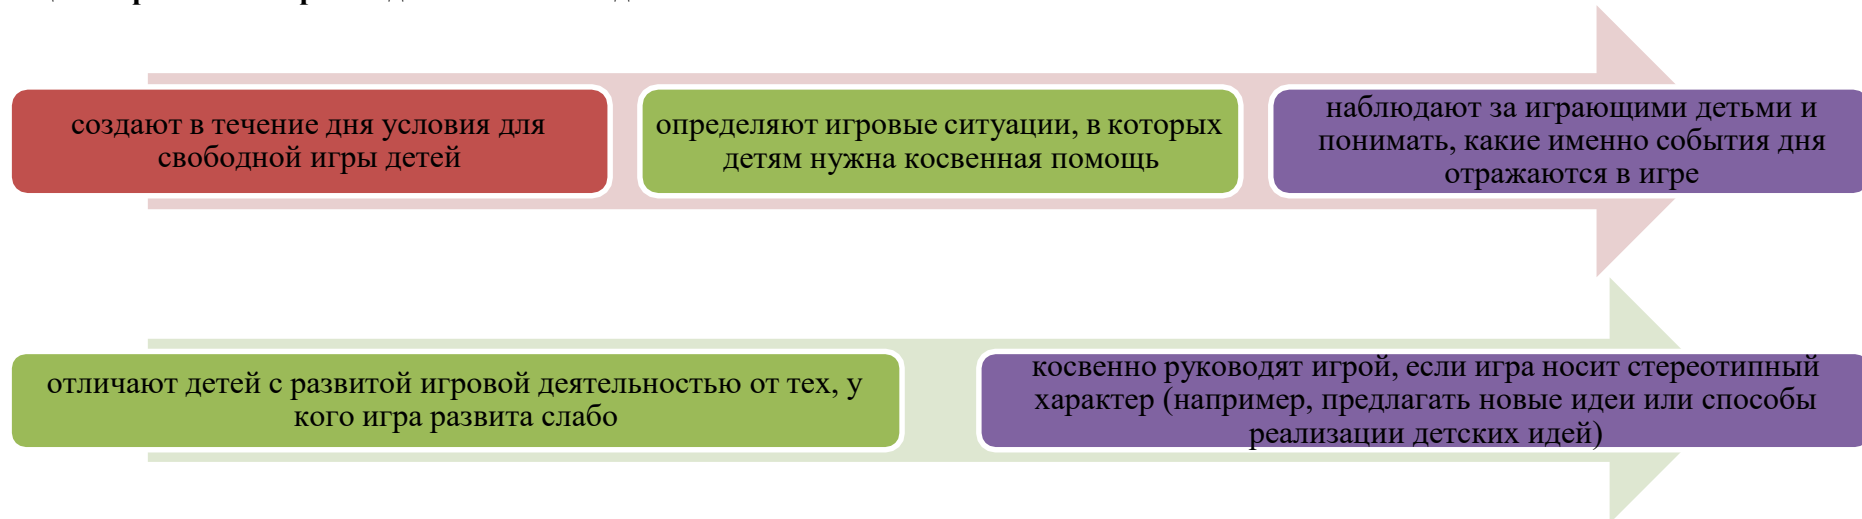 создают в течение дня условия для
свободной игры детей
определяют игровые ситуации, в которых
детям нужна косвенная помощь
наблюдают за играющими детьми и
понимать, какие именно события дня
отражаются в игре
отличают детей с развитой игровой деятельностью от тех, у
кого игра развита слабо
косвенно руководят игрой, если игра носит стереотипный
характер (например, предлагать новые идеи или способы
реализации детских идей)